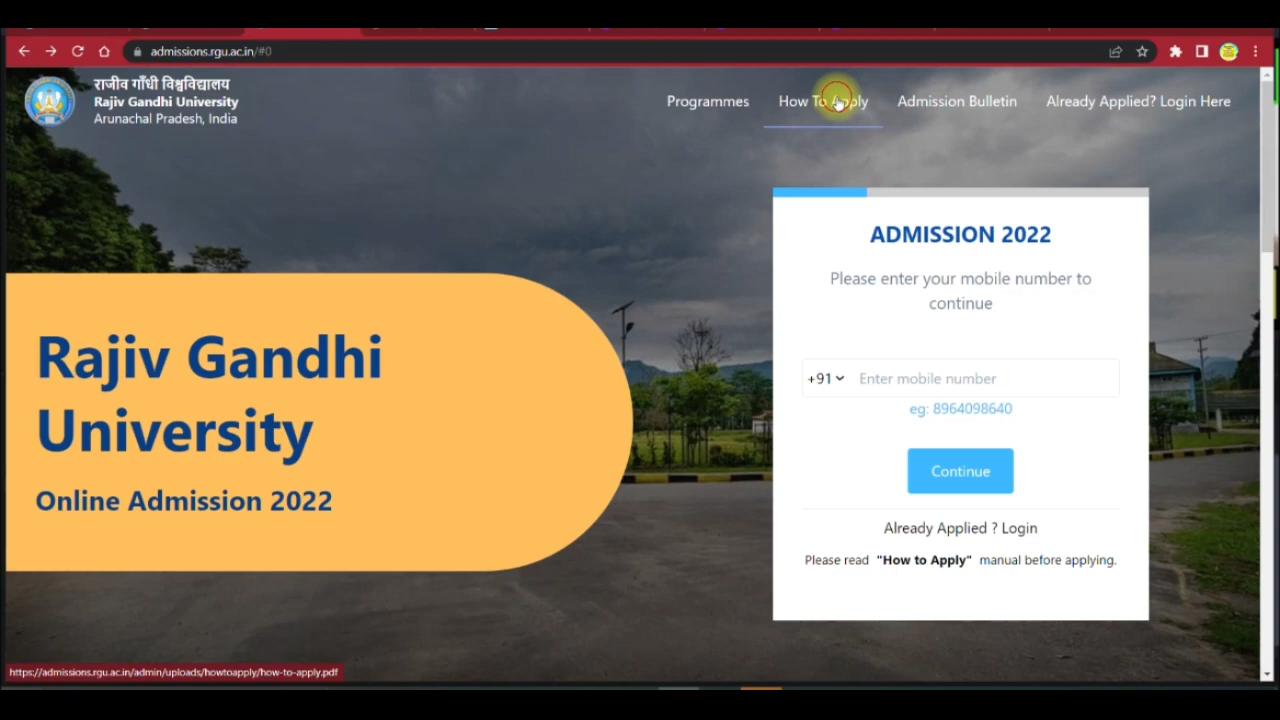 admissions.rgu.ac.in/#0
राजीव गाँधी विश्वविद्यालय
Rajiv Gandhi University
Arunachal Pradesh, India
Programmes How To Apply Admission Bulletin Already Applied? Login Here
ADMISSION 2022
Please enter your mobile number to
continue
+91 Enter mobile number
eg: 8964098640
Continue
Already Applied ? Login
Please read "How to Apply" manual before applying.
Rajiv Gandhi
University
Online Admission 2022
https://admissions.rgu.ac.in/admin/uploads/howtoapply/how-to-apply.pdf